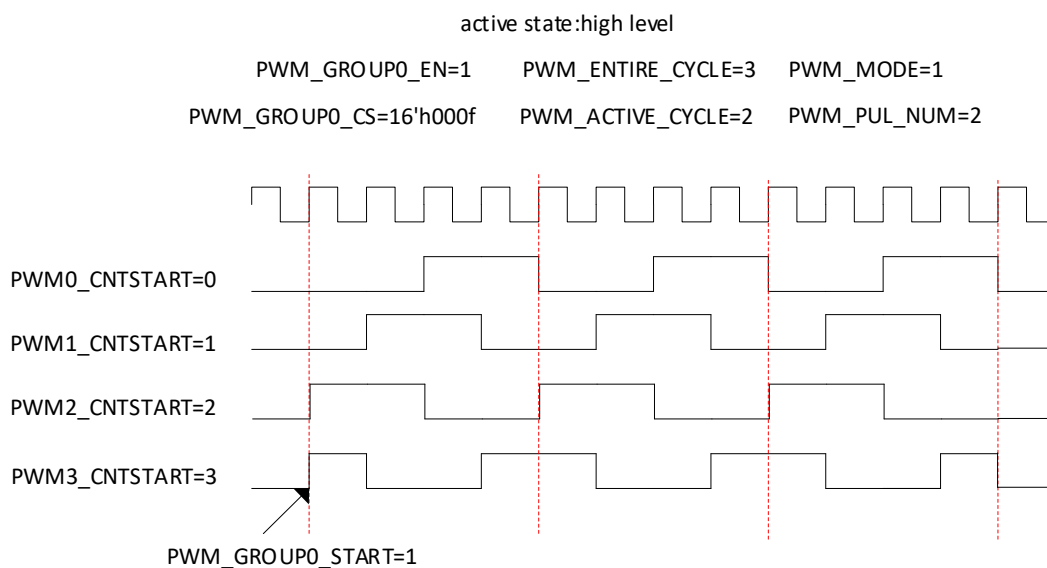 active state:high level
PWM_GROUP0_EN=1 PWM_ENTIRE_CYCLE=3 PWM_MODE=1
PWM_GROUP0_CS=16'h000f PWM_ACTIVE_CYCLE=2 PWM_PUL_NUM=2
PWM0_CNTSTART=0
PWM1_CNTSTART=1
PWM2_CNTSTART=2
PWM3_CNTSTART=3
PWM_GROUP0_START=1